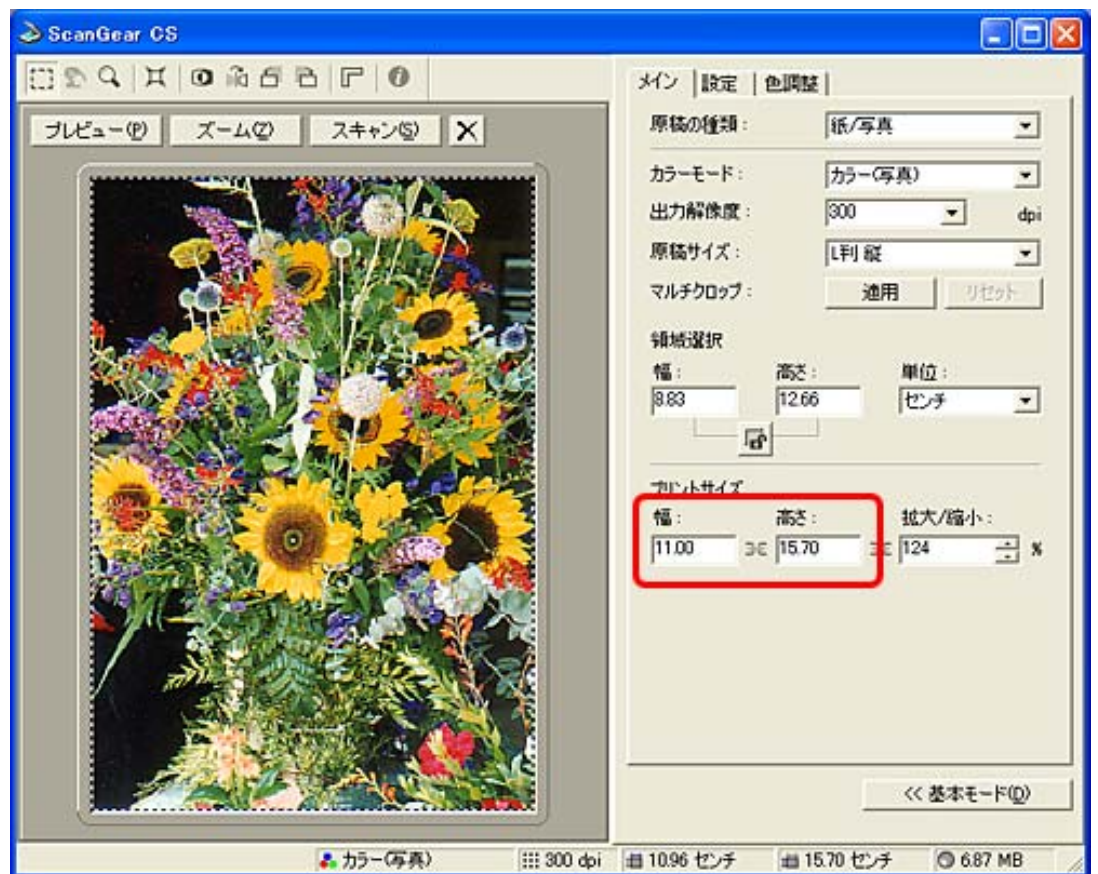 ScanGear CS
プレビュー(P) ズーム(Z) スキャン(S)
メイン 設定 色調整
原稿の種類： 紙/写真
カラーモード： カラー(写真)
出力解像度： 300 dpi
原稿サイズ： L判 縦
マルチクロップ： 適用 リセット
領域選択
幅： 高さ： 単位：
8.83 12.66 センチ
プリントサイズ
幅： 高さ： 拡大/縮小：
11.00 15.70 124 %
<< 基本モード(D)
カラー(写真) 300 dpi 10.96 センチ 15.70 センチ 6.87 MB